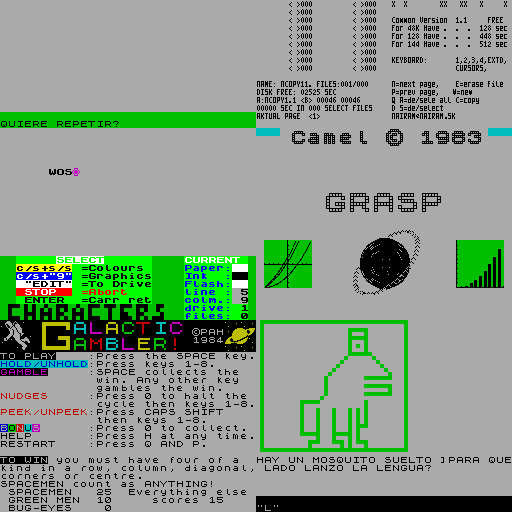 QUIERE REPETIR?
< >000 < >000
< >000 < >000
< >000 < >000
< >000 < >000
< >000 < >000
< >000 < >000
< >000 < >000
< >000 < >000
Common Version 1.1 FREE
For 48K Have . . . 128 sec
For 128 Have . . . 448 sec
For 144 Have . . . 512 sec
KEYBOARD: 1,2,3,4,EXTD,
CURSORS,
NAME: NCOPY11. FILES:001/000
DISK FREE: 02525 SEC
A:NCOPY1.1 <B> 00046 00046
00000 SEC IN 000 SELECT FILES
AKTUAL PAGE <1>
N=next page, E=erase file
P=prev page, W=new
Q A=de/sele all C=copy
O S=de/select
NAIRAM@NAIRAM.SK
WOS@
Camel © 1983
GRASP
SELECT
c/s+s/s =Colours
c/s+"9" =Graphics
"EDIT" =To Drive
STOP =Abort
ENTER =Carr ret
CHARACTERS
CURRENT
Paper:
Ink :
Flash:
line : 5
colm.: 9
drive: 1
files: 0
GALACTIC
GAMBLER!
©PAH
1984
TO PLAY :Press the SPACE key.
HOLD/UNHOLD:Press keys 1-8.
GAMBLE :SPACE collects the
win. Any other key
gambles the win.
NUDGES :Press 0 to halt the
cycle then keys 1-8.
PEEK/UNPEEK:Press CAPS SHIFT
then keys 1-8.
BONUS :Press 0 to collect.
HELP :Press H at any time.
RESTART :Press Q AND P.
TO WIN you must have four of a
kind in a row, column, diagonal,
corners or centre.
SPACEMEN count as ANYTHING!
SPACEMEN 25 Everything else
GREEN MEN 10 scores 15
BUG-EYES 0
HAY UN MOSQUITO SUELTO ]PARA QUE
LADO LANZO LA LENGUA?
"L"